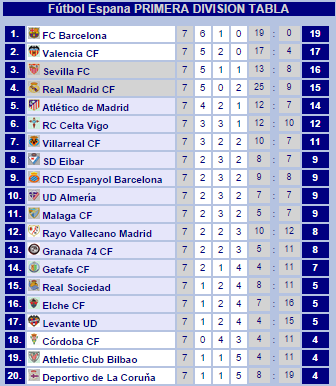 Fútbol Espana PRIMERA DIVISION TABLA
1. FC Barcelona 7 6 1 0 19 : 0 19
2. Valencia CF 7 5 2 0 17 : 4 17
3. Sevilla FC 7 5 1 1 13 : 8 16
4. Real Madrid CF 7 5 0 2 25 : 9 15
5. Atlético de Madrid 7 4 2 1 12 : 7 14
6. RC Celta Vigo 7 3 3 1 12 : 10 12
7. Villarreal CF 7 3 2 2 10 : 7 11
8. SD Eibar 7 2 3 2 8 : 7 9
9. RCD Espanyol Barcelona 7 2 3 2 9 : 9 9
10. UD Almería 7 2 3 2 7 : 7 9
11. Malaga CF 7 2 3 2 5 : 7 9
12. Rayo Vallecano Madrid 7 2 2 3 10 : 12 8
13. Granada 74 CF 7 2 2 3 5 : 11 8
14. Getafe CF 7 2 1 4 4 : 11 7
15. Real Sociedad 7 1 2 4 8 : 11 5
16. Elche CF 7 1 2 4 7 : 16 5
17. Levante UD 7 1 2 4 4 : 15 5
18. Córdoba CF 7 0 4 3 4 : 11 4
19. Athletic Club Bilbao 7 1 1 5 4 : 11 4
20. Deportivo de La Coruña 7 1 1 5 8 : 19 4